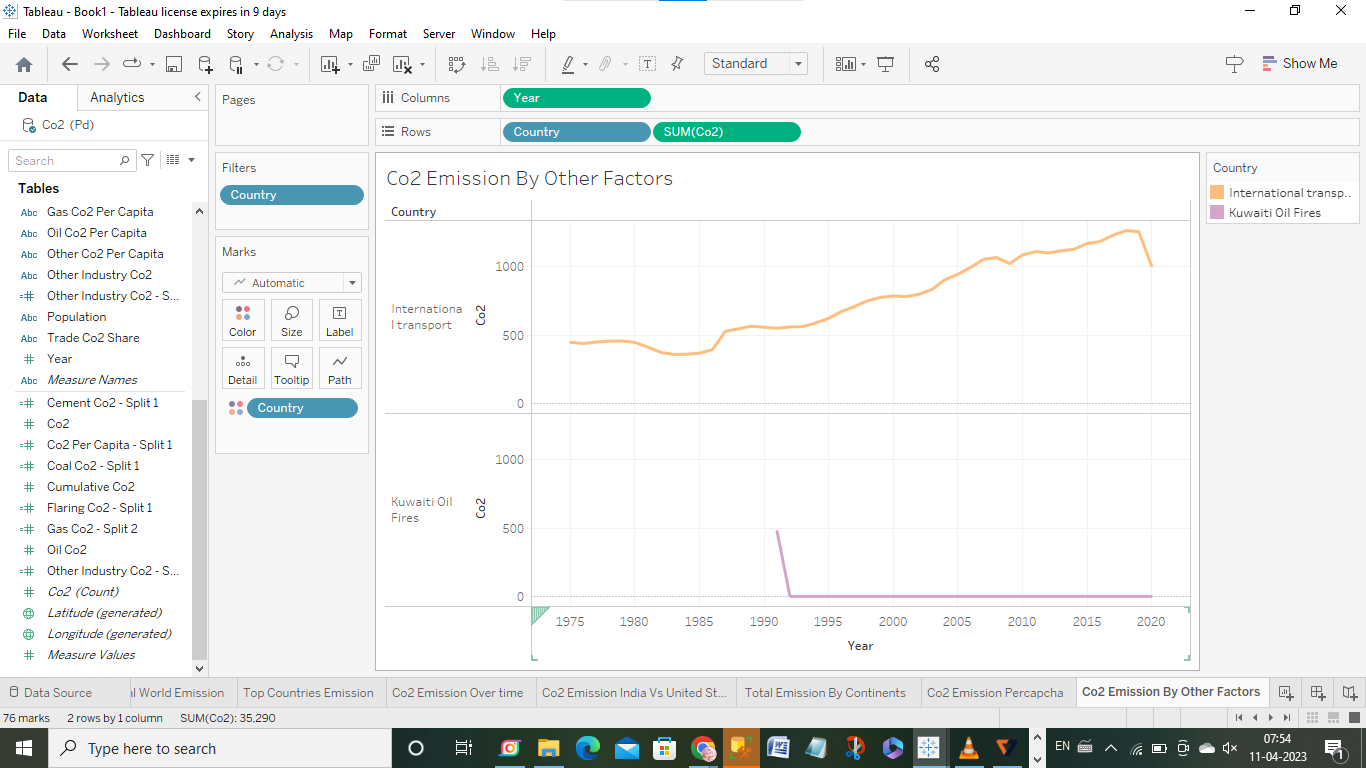 Tableau - Book1 - Tableau license expires in 9 days
File Data Worksheet Dashboard Story Analysis Map Format Server Window Help
Standard
Show Me
Data Analytics
Co2 (Pd)
Search
Tables
Abc Gas Co2 Per Capita
Abc Oil Co2 Per Capita
Abc Other Co2 Per Capita
Abc Other Industry Co2
=# Other Industry Co2 - S...
Abc Population
Abc Trade Co2 Share
# Year
Abc Measure Names
=# Cement Co2 - Split 1
# Co2
=# Co2 Per Capita - Split 1
=# Coal Co2 - Split 1
# Cumulative Co2
=# Flaring Co2 - Split 1
=# Gas Co2 - Split 2
# Oil Co2
=# Other Industry Co2 - S...
# Co2 (Count)
Latitude (generated)
Longitude (generated)
# Measure Values
Pages
Filters
Country
Marks
Automatic
Color Size Label
Detail Tooltip Path
Country
Columns Year
Rows Country SUM(Co2)
Co2 Emission By Other Factors
Country
Internationa
l transport
Co2
1000
500
0
Kuwaiti Oil
Fires
Co2
1000
500
0
1975 1980 1985 1990 1995 2000 2005 2010 2015 2020
Year
Country
International transp..
Kuwaiti Oil Fires
Data Source l World Emission Top Countries Emission Co2 Emission Over time Co2 Emission India Vs United St... Total Emission By Continents Co2 Emission Percapcha Co2 Emission By Other Factors
76 marks 2 rows by 1 column SUM(Co2): 35,290
Type here to search
EN
07:54
11-04-2023
1